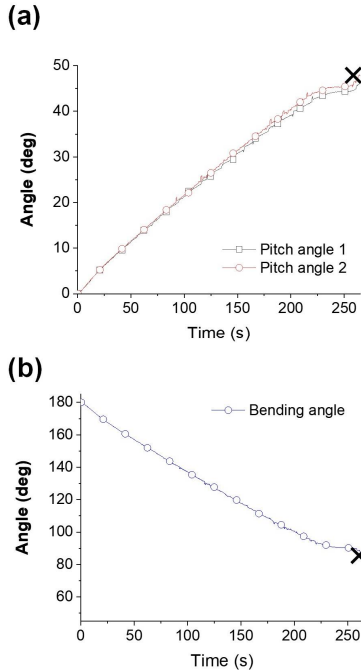 (a)
50
40
30
20
10
0
Angle (deg)
Pitch angle 1
Pitch angle 2
0 50 100 150 200 250
Time (s)
(b)
180
160
140
120
100
80
60
Angle (deg)
Bending angle
0 50 100 150 200 250
Time (s)